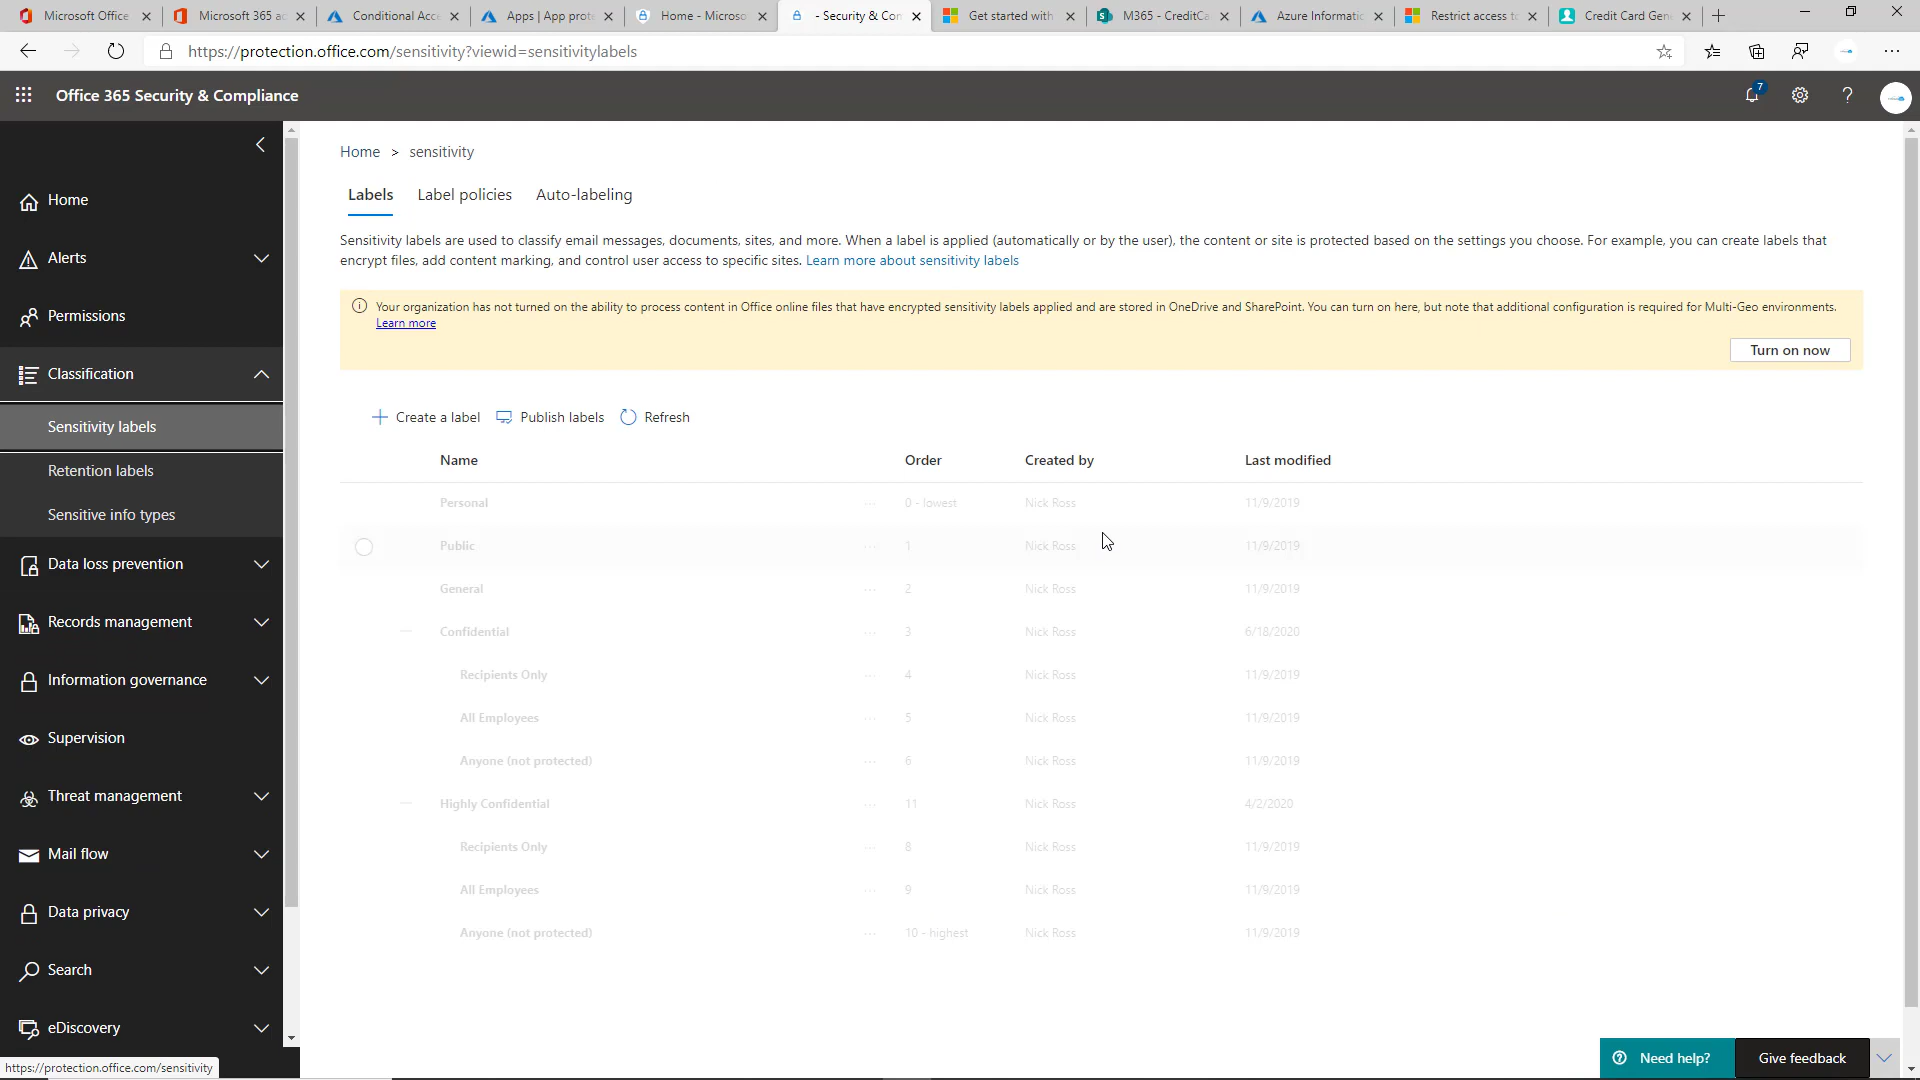 Microsoft Office
Microsoft 365 a
Conditional Acc
Apps | App prot
Home - Microso
- Security & Con
Get started with
M365 - CreditCa
Azure Informatic
Restrict access to
Credit Card Gen
https://protection.office.com/sensitivity?viewid=sensitivitylabels
Office 365 Security & Compliance
7
Home > sensitivity
Labels Label policies Auto-labeling
Sensitivity labels are used to classify email messages, documents, sites, and more. When a label is applied (automatically or by the user), the content or site is protected based on the settings you choose. For example, you can create labels that
encrypt files, add content marking, and control user access to specific sites. Learn more about sensitivity labels
Your organization has not turned on the ability to process content in Office online files that have encrypted sensitivity labels applied and are stored in OneDrive and SharePoint. You can turn on here, but note that additional configuration is required for Multi-Geo environments.
Learn more
Turn on now
Create a label Publish labels Refresh
Name Order Created by Last modified
Personal 0 - lowest Nick Ross 11/9/2019
Public 1 Nick Ross 11/9/2019
General 2 Nick Ross 11/9/2019
Confidential 3 Nick Ross 6/18/2020
Recipients Only 4 Nick Ross 11/9/2019
All Employees 5 Nick Ross 11/9/2019
Anyone (not protected) 6 Nick Ross 11/9/2019
Highly Confidential 11 Nick Ross 4/2/2020
Recipients Only 8 Nick Ross 11/9/2019
All Employees 9 Nick Ross 11/9/2019
Anyone (not protected) 10 - highest Nick Ross 11/9/2019
Home
Alerts
Permissions
Classification
Sensitivity labels
Retention labels
Sensitive info types
Data loss prevention
Records management
Information governance
Supervision
Threat management
Mail flow
Data privacy
Search
eDiscovery
https://protection.office.com/sensitivity
Need help?
Give feedback